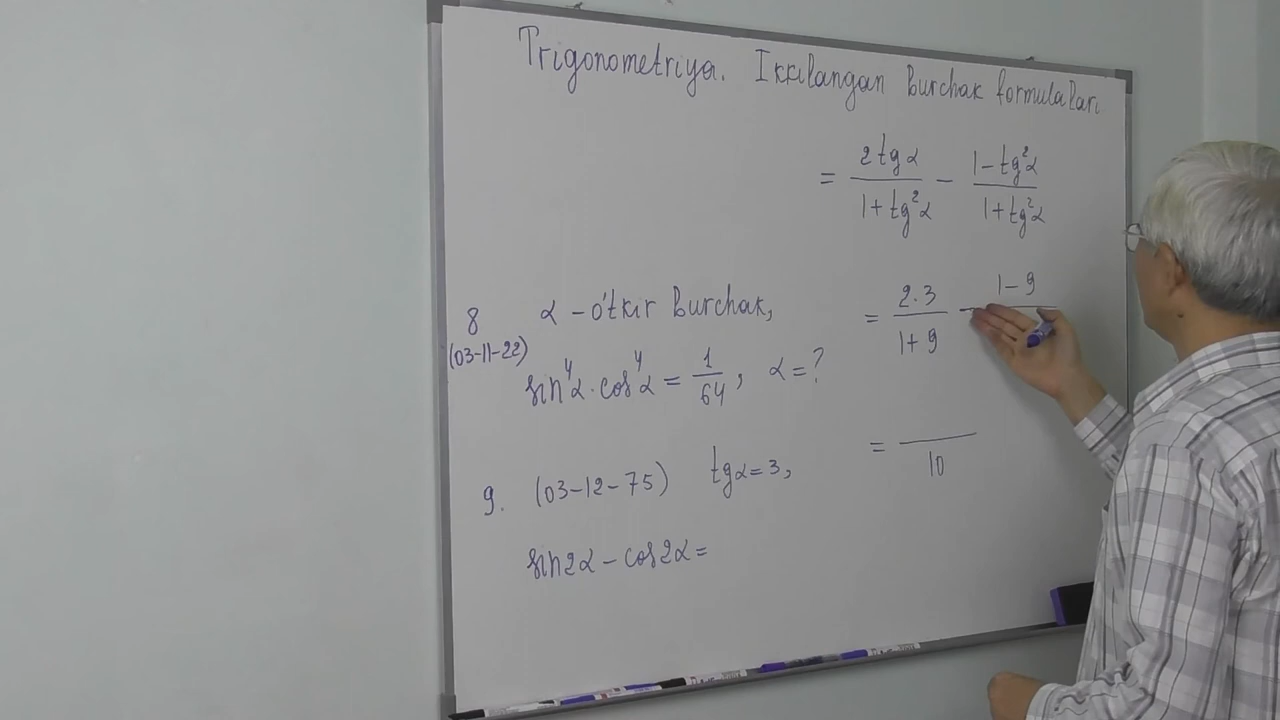 Trigonometriya. Ikkilangan burchak formulalari
= 2tgα/(1+tg²α) − (1−tg²α)/(1+tg²α)
= 2·3/(1+9) − (1−9)/
= /10
8 α – o'tkir burchak,
(03-11-22)
sin⁴α·cos⁴α = 1/64, α=?
9. (03-12-75) tgα=3,
sin2α − cos2α=